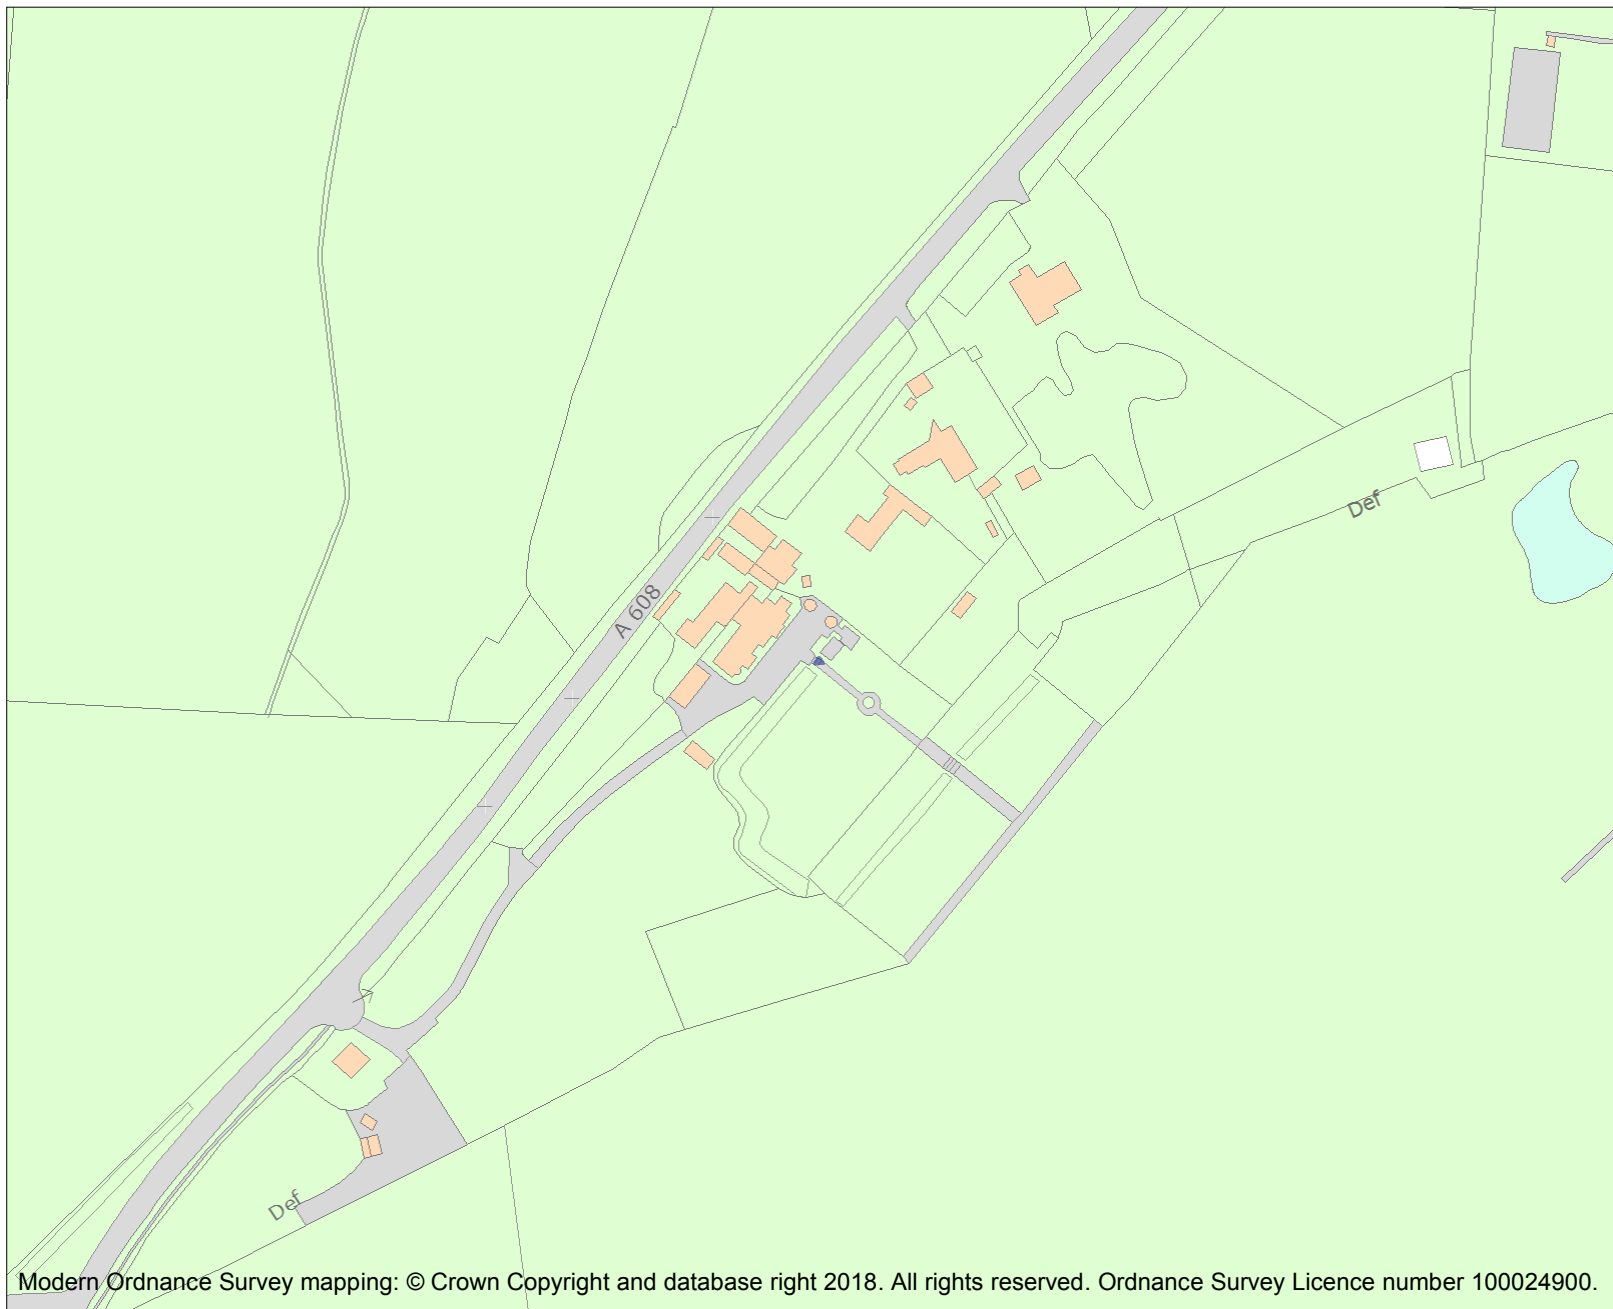 Def
A 608
Def
Modern Ordnance Survey mapping: © Crown Copyright and database right 2018. All rights reserved. Ordnance Survey Licence number 100024900.